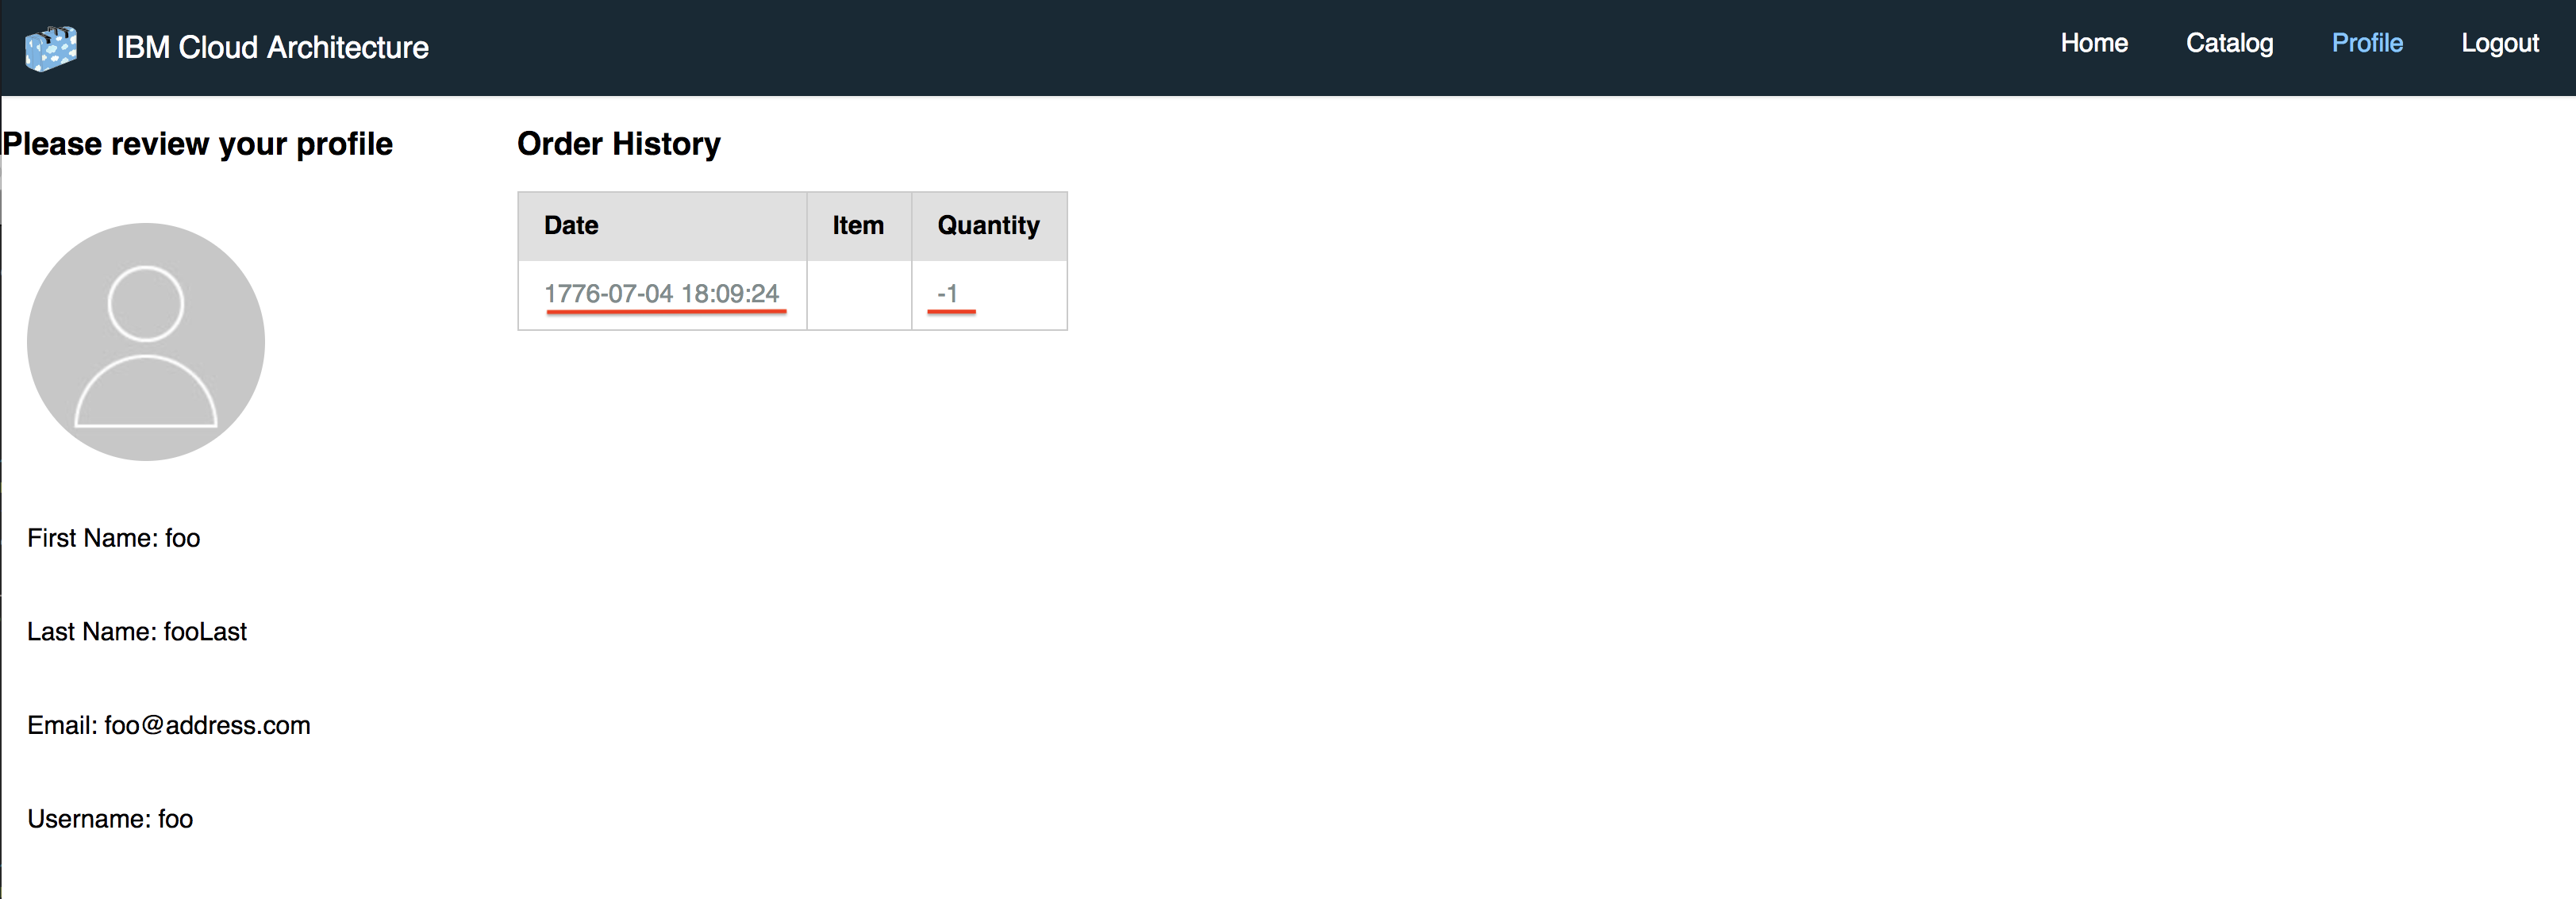 IBM Cloud Architecture
Home Catalog Profile Logout
Please review your profile
Order History
Date Item Quantity
1776-07-04 18:09:24 -1
First Name: foo
Last Name: fooLast
Email: foo@address.com
Username: foo